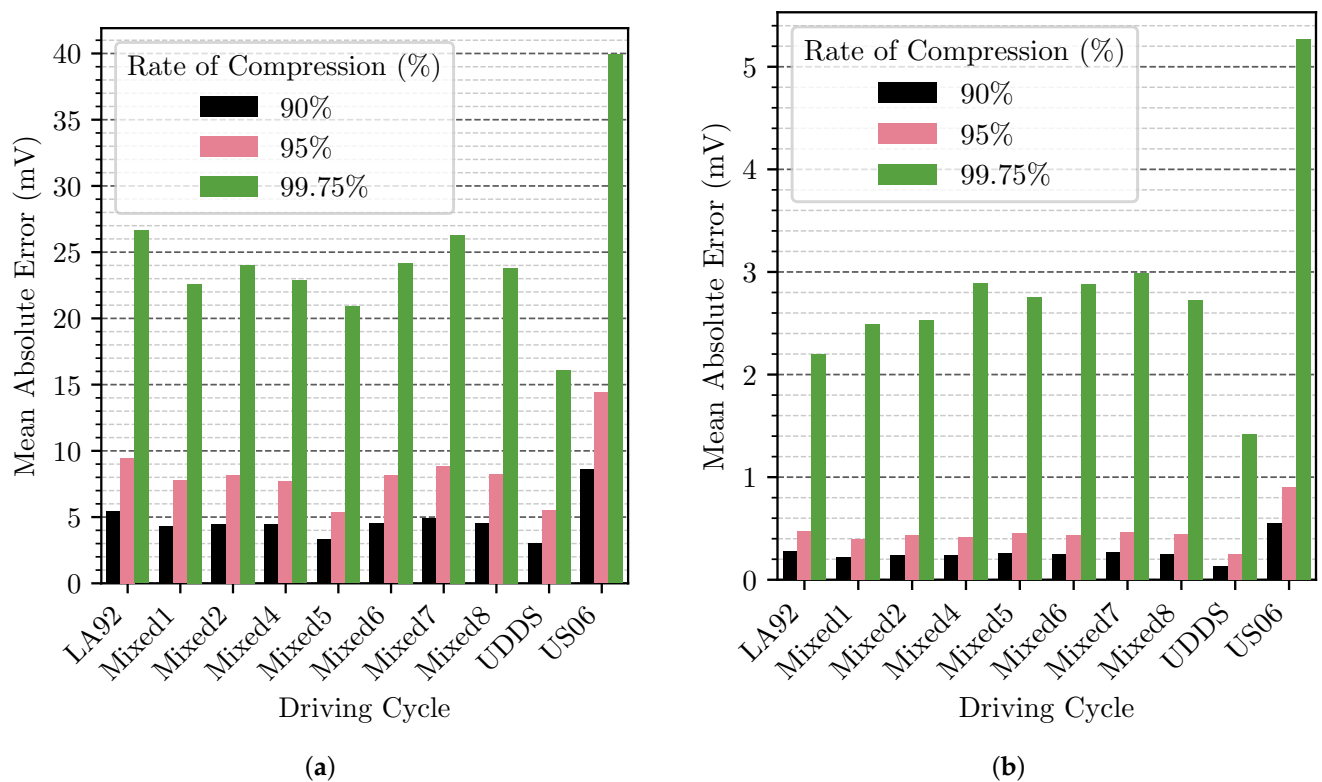 Mean Absolute Error (mV)
40
35
30
25
20
15
10
5
0
Rate of Compression (%)
90%
95%
99.75%
LA92
Mixed1
Mixed2
Mixed4
Mixed5
Mixed6
Mixed7
Mixed8
UDDS
US06
Driving Cycle
(a)
Mean Absolute Error (mV)
5
4
3
2
1
0
Rate of Compression (%)
90%
95%
99.75%
LA92
Mixed1
Mixed2
Mixed4
Mixed5
Mixed6
Mixed7
Mixed8
UDDS
US06
Driving Cycle
(b)